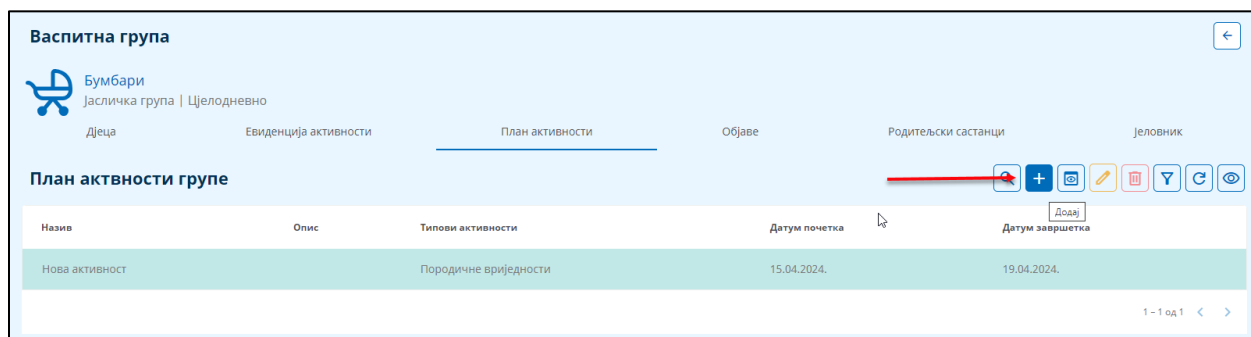 Васпитна група
Бумбари
Јасличка група | Цјелодневно
Дјеца Евиденција активности План активности Објаве Родитељски састанци Јеловник
План актвности групе
Додај
Назив Опис Типови активности Датум почетка Датум завршетка
Нова активност Породичне вриједности 15.04.2024. 19.04.2024.
1 – 1 од 1